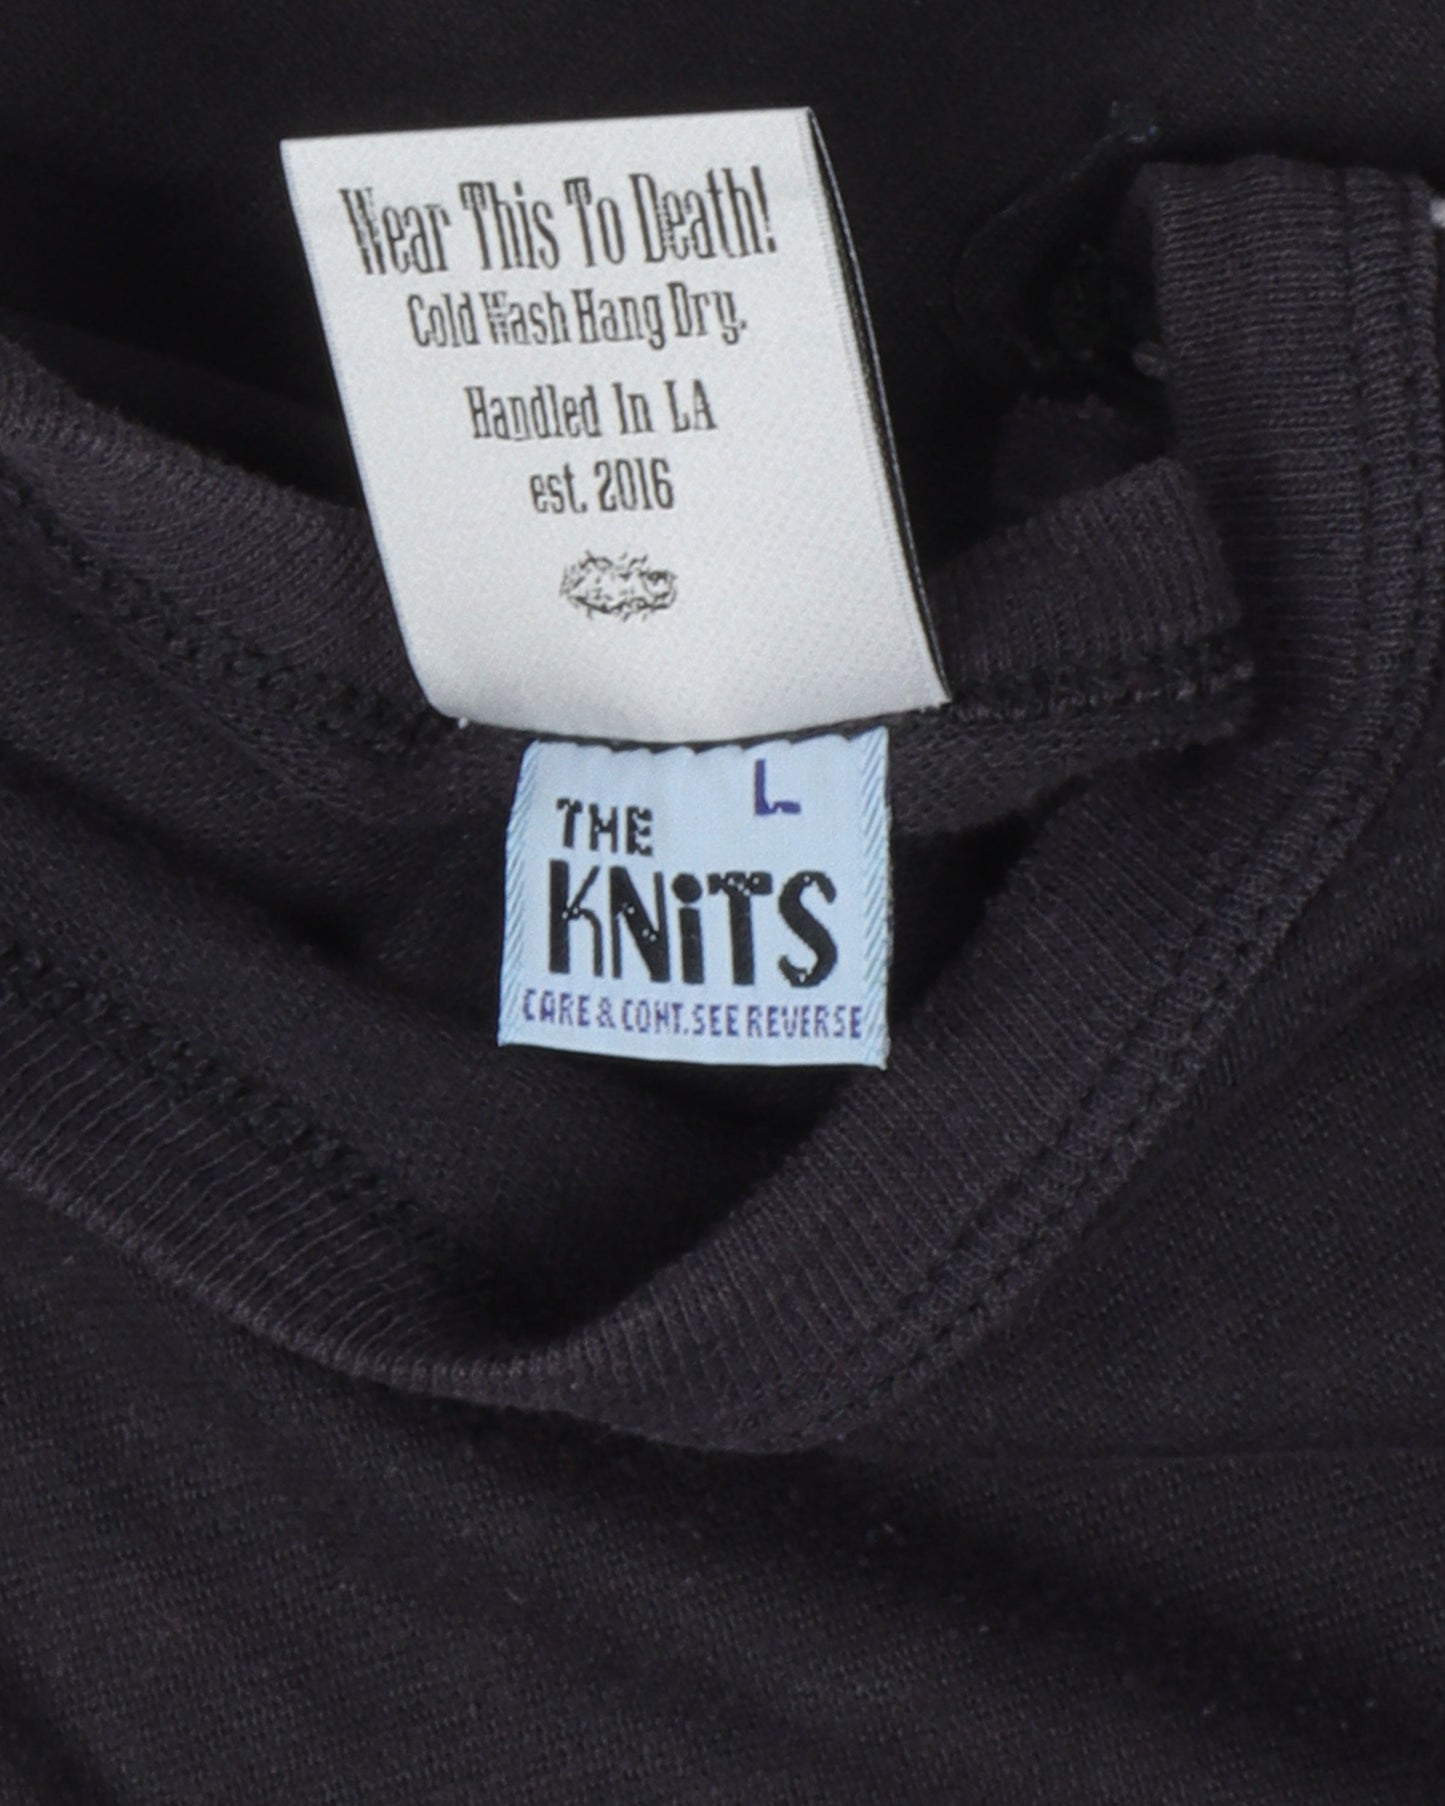 Wear This To Death!
Cold Wash Hang Dry.
Handled In LA
est. 2016
L
THE
KNiTS
CARE & CONT. SEE REVERSE